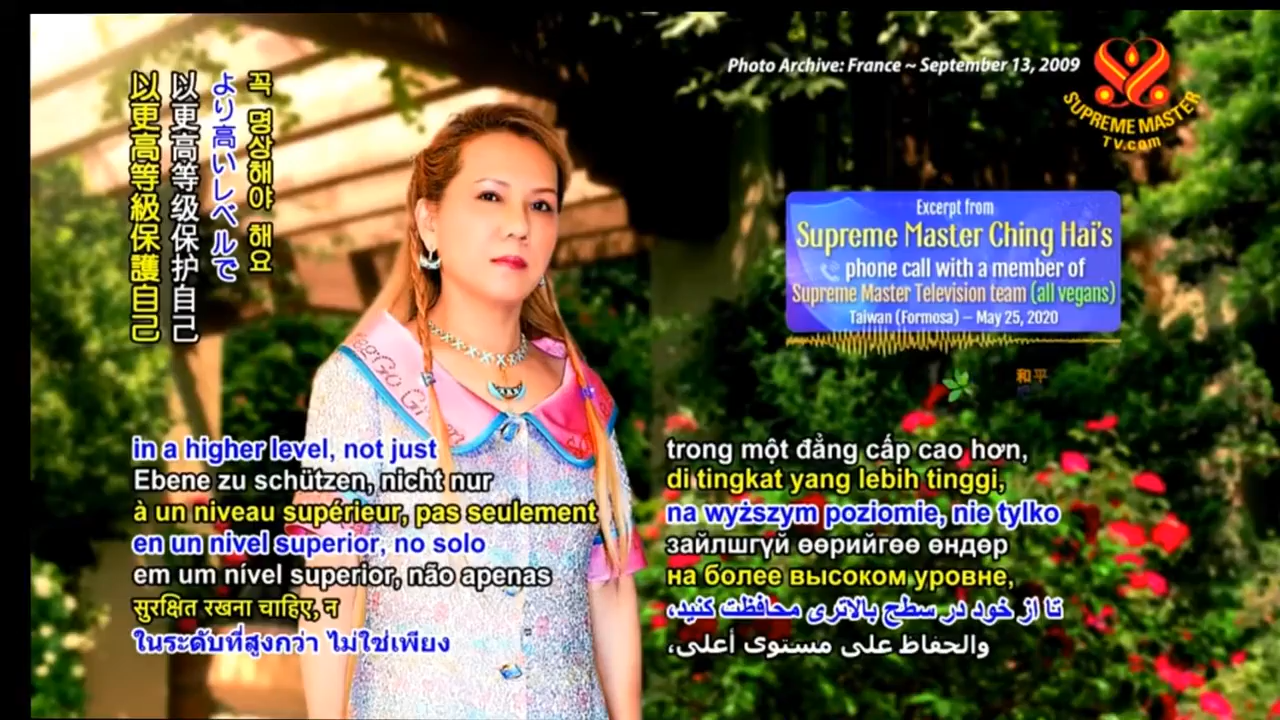 Photo Archive: France ~ September 13, 2009
SUPREME MASTER
TV.com
꼭 명상해야 해요
より高いレベルで
以更高等级保护自己
以更高等級保護自己
Excerpt from
Supreme Master Ching Hai's
phone call with a member of
Supreme Master Television team (all vegans)
Taiwan (Formosa) – May 25, 2020
和平
in a higher level, not just
Ebene zu schützen, nicht nur
à un niveau supérieur, pas seulement
en un nivel superior, no solo
em um nível superior, não apenas
सुरक्षित रखना चाहिए, न
ในระดับที่สูงกว่า ไม่ใช่เพียง
trong một đẳng cấp cao hơn,
di tingkat yang lebih tinggi,
na wyższym poziomie, nie tylko
зайлшгүй өөрийгөө өндөр
на более высоком уровне,
تا از خود در سطح بالاتری محافظت کنید،
والحفاظ على مستوى أعلى،